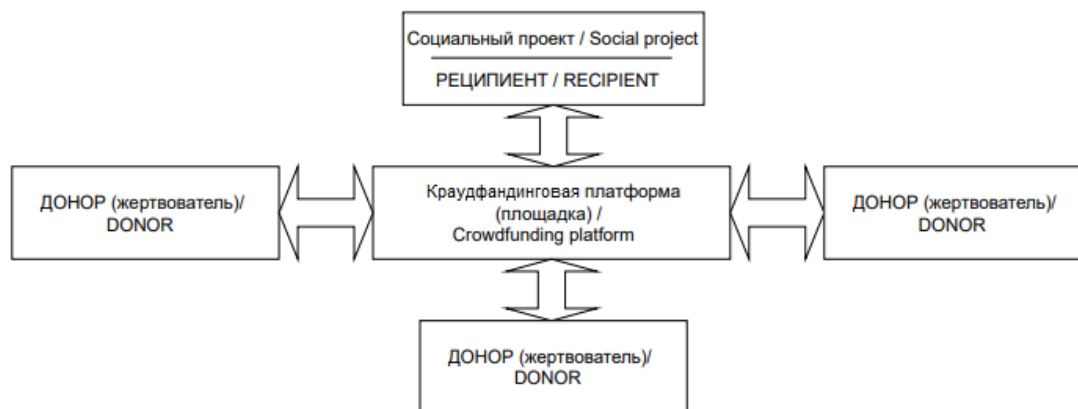 Социальный проект / Social project
РЕЦИПИЕНТ / RECIPIENT
ДОНОР (жертвователь)/
DONOR
Краудфандинговая платформа
(площадка) /
Crowdfunding platform
ДОНОР (жертвователь)/
DONOR
ДОНОР (жертвователь)/
DONOR